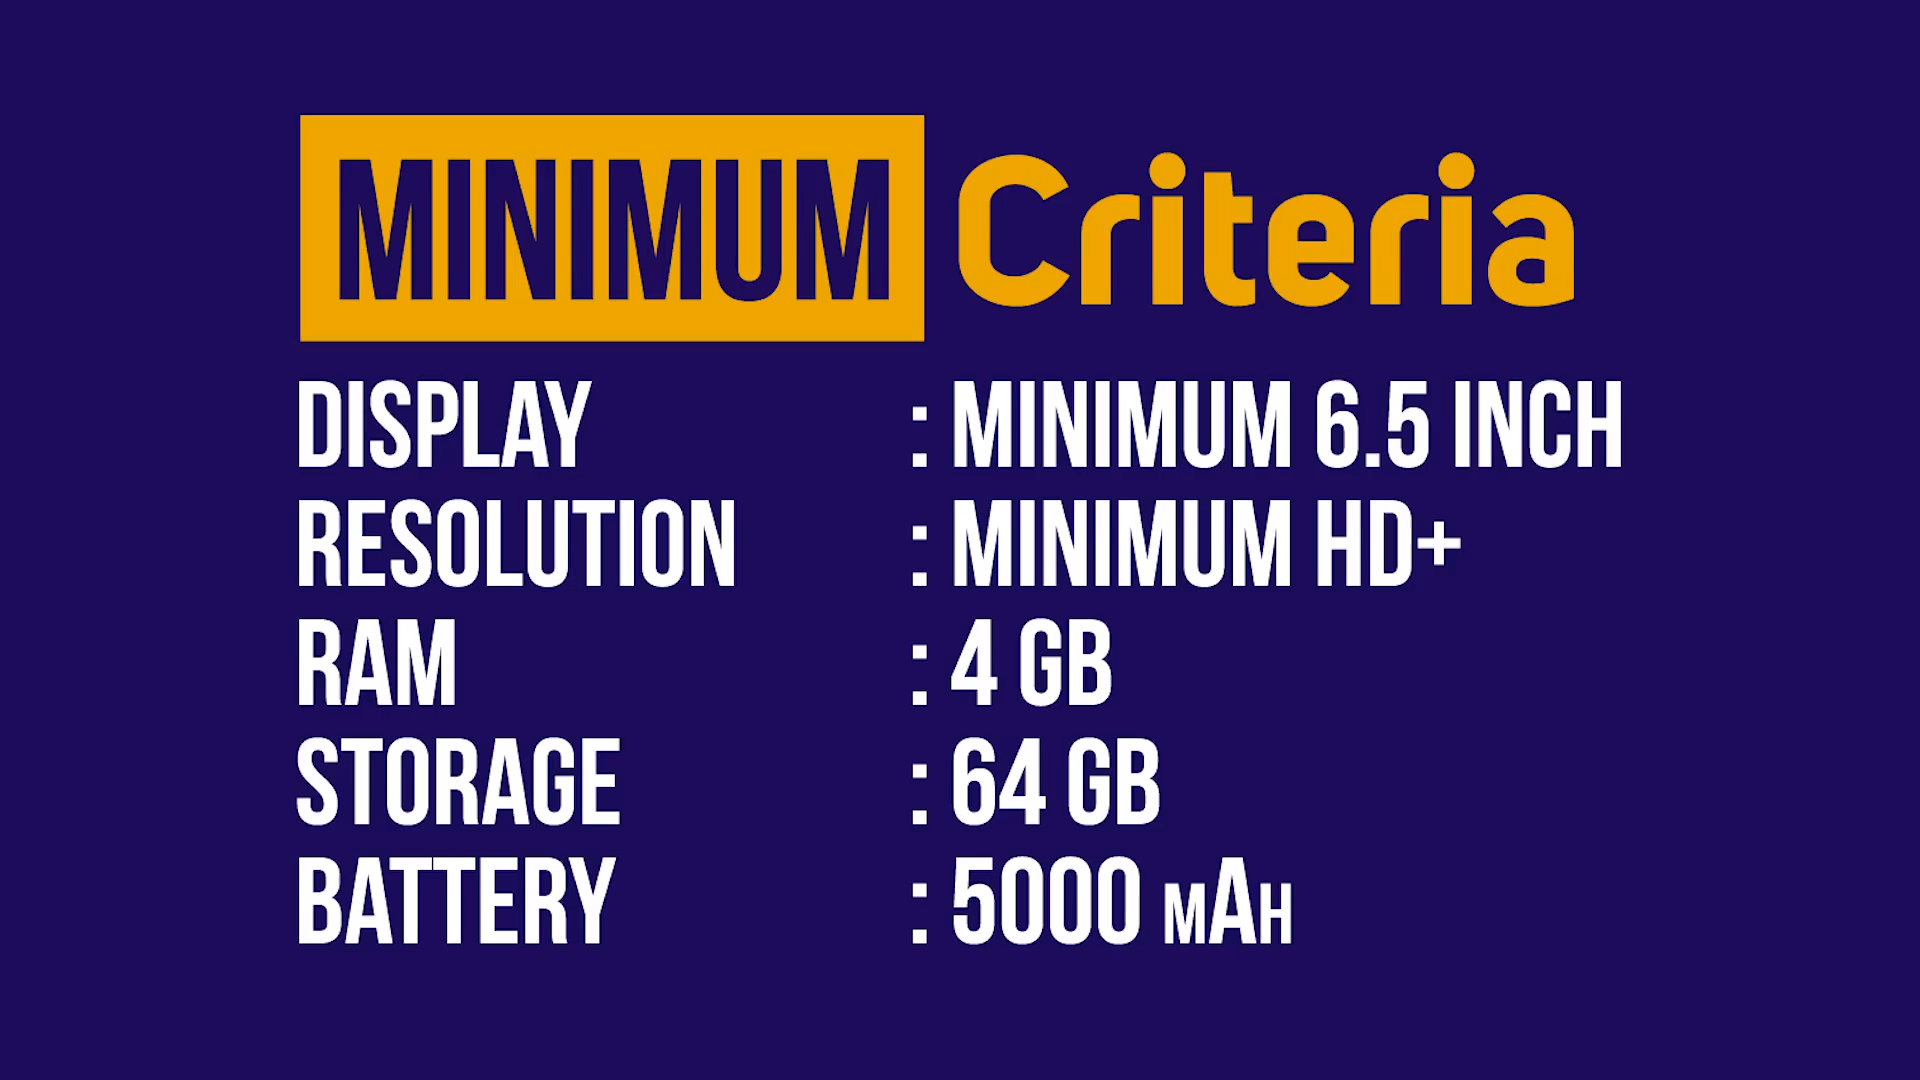 MINIMUM Criteria
DISPLAY : MINIMUM 6.5 INCH
RESOLUTION : MINIMUM HD+
RAM : 4 GB
STORAGE : 64 GB
BATTERY : 5000 mAh